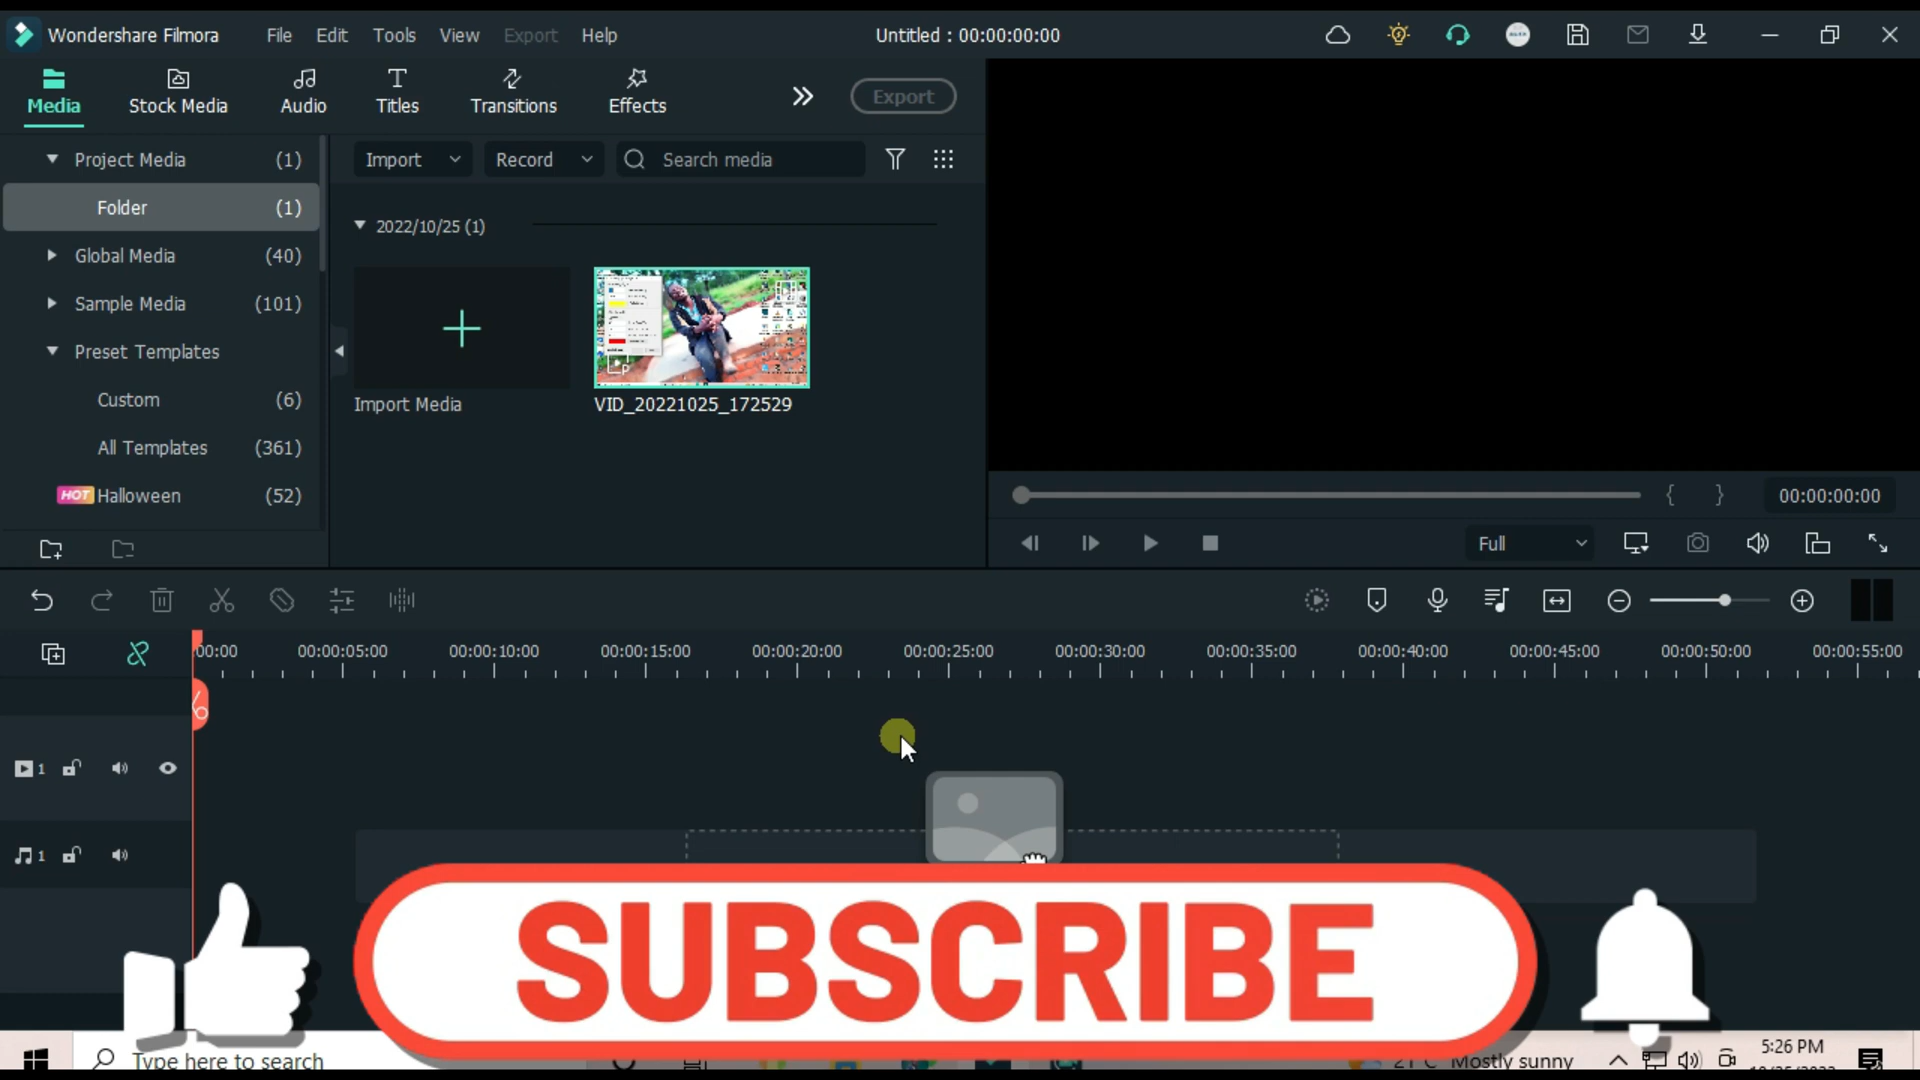 Wondershare Filmora File Edit Tools View Export Help Untitled : 00:00:00:00
Media Stock Media Audio Titles Transitions Effects Export
Project Media (1)
Folder (1)
Global Media (40)
Sample Media (101)
Preset Templates
Custom (6)
All Templates (361)
HOT Halloween (52)
Import Record Search media
2022/10/25 (1)
Import Media VID_20221025_172529
00:00:00:00
Full
00:00 00:00:05:00 00:00:10:00 00:00:15:00 00:00:20:00 00:00:25:00 00:00:30:00 00:00:35:00 00:00:40:00 00:00:45:00 00:00:50:00 00:00:55:00
1
1
SUBSCRIBE
Type here to search
Mostly sunny
5:26 PM